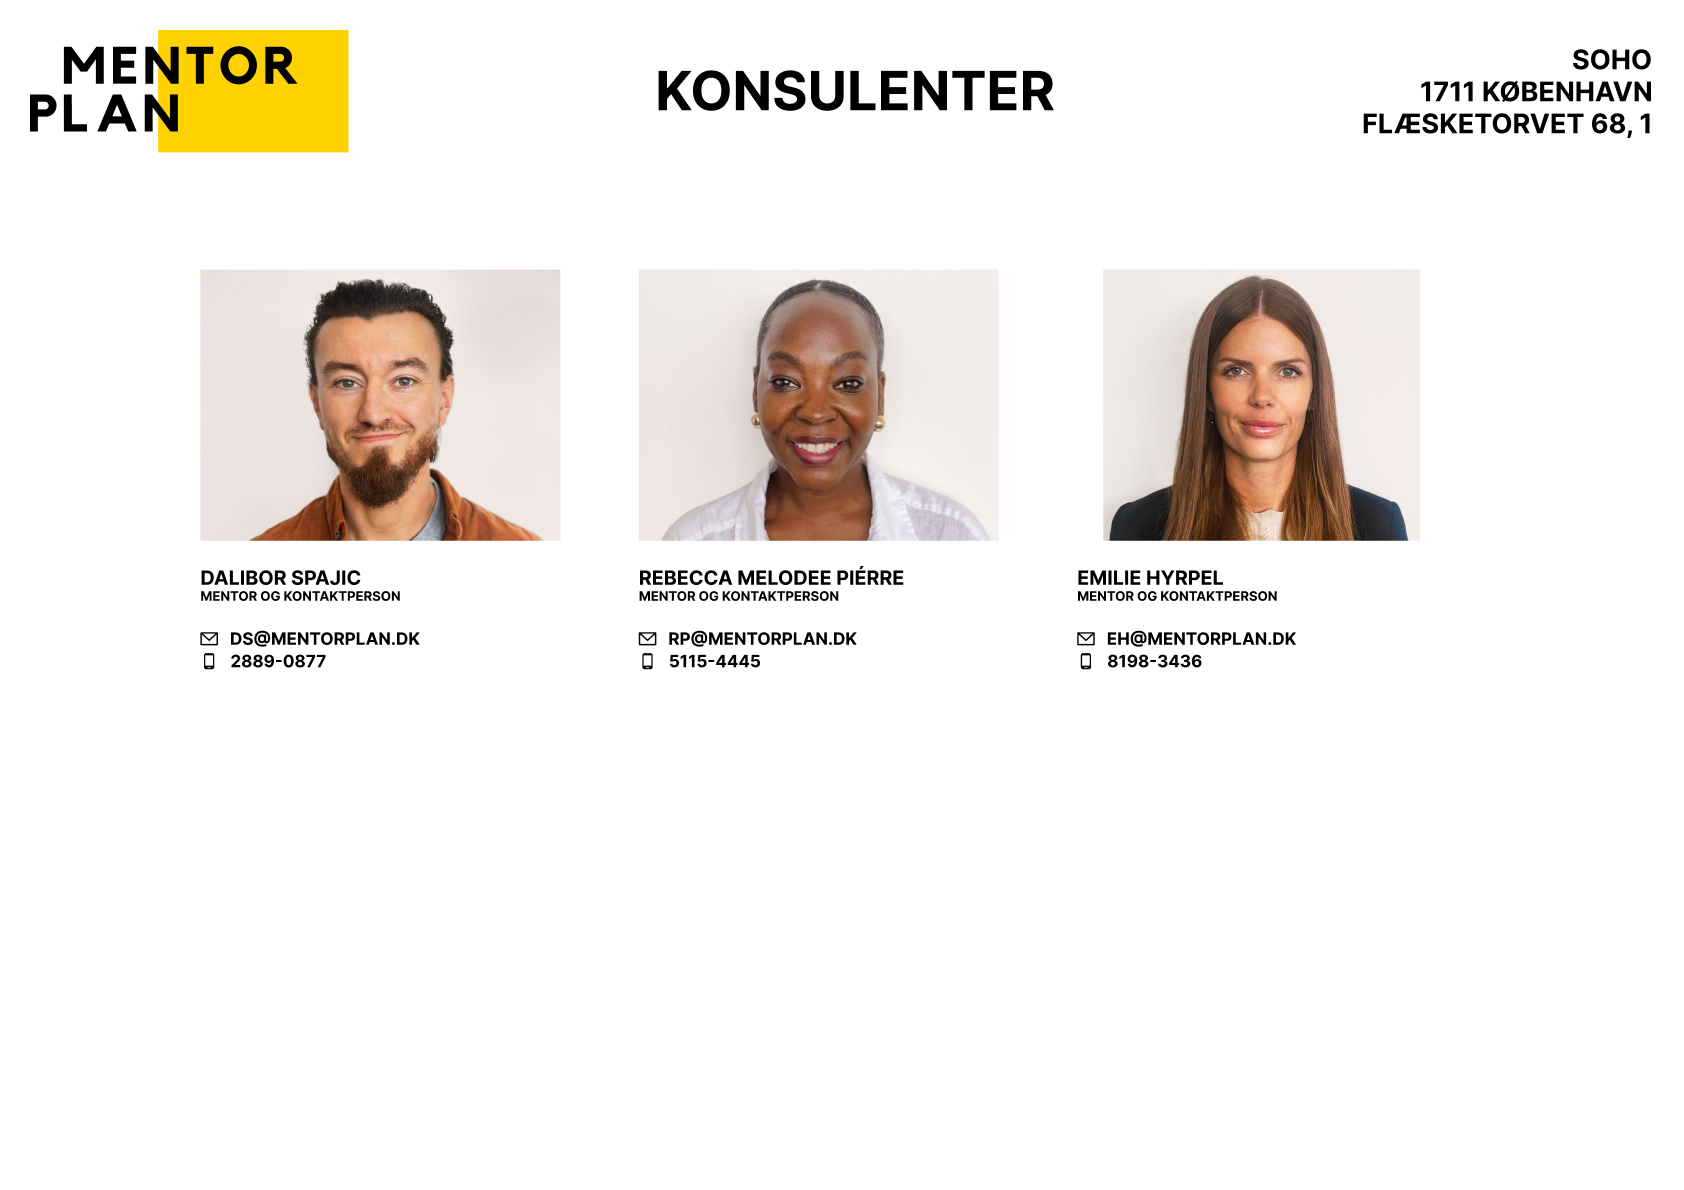 MENTOR
PLAN
KONSULENTER
SOHO
1711 KØBENHAVN
FLÆSKETORVET 68, 1
DALIBOR SPAJIC
MENTOR OG KONTAKTPERSON
DS@MENTORPLAN.DK
2889-0877
REBECCA MELODEE PIÉRRE
MENTOR OG KONTAKTPERSON
RP@MENTORPLAN.DK
5115-4445
EMILIE HYRPEL
MENTOR OG KONTAKTPERSON
EH@MENTORPLAN.DK
8198-3436